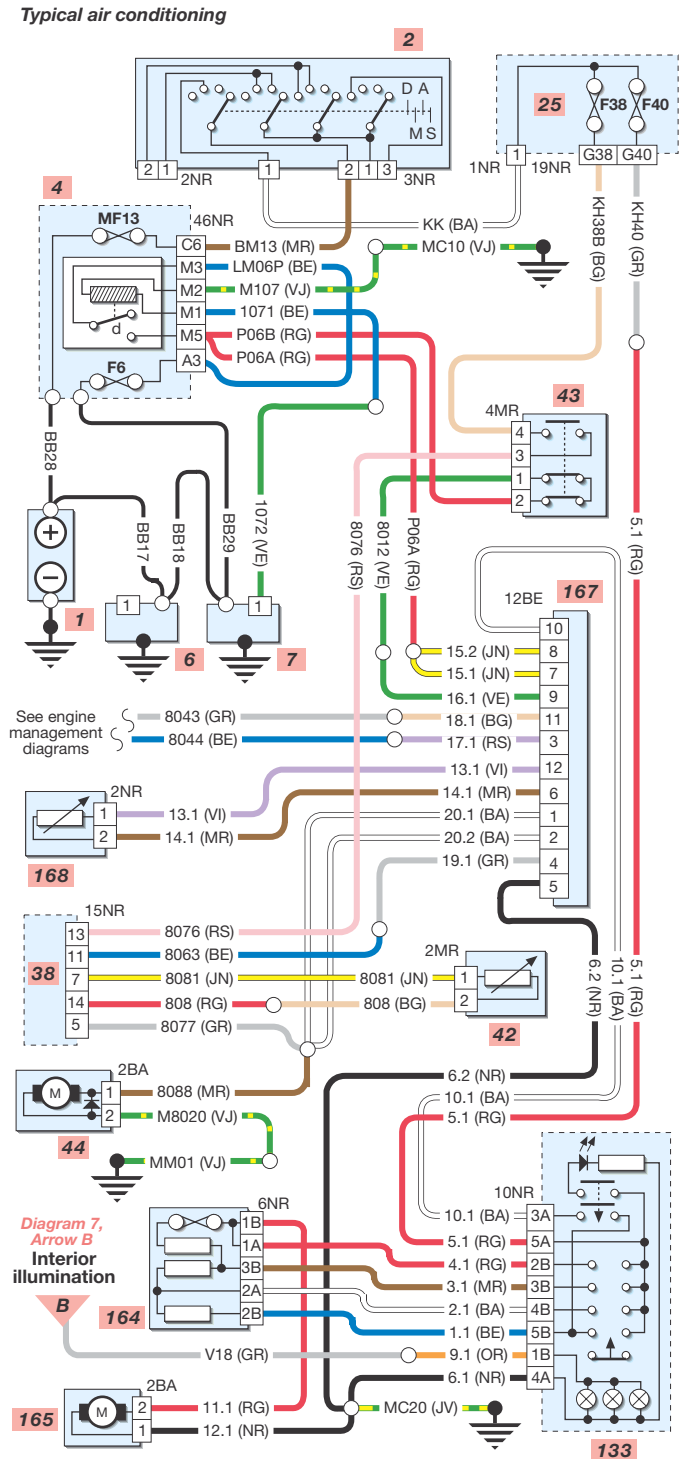 Typical air conditioning
2
D A
M S
2 1
2NR
1
2 1 3
3NR
25
F38
F40
1
1NR
19NR
G38
G40
KK (BA)
KH38B (BG)
KH40 (GR)
4
46NR
MF13
C6
M3
M2
M1
M5
A3
d
F6
BM13 (MR)
LM06P (BE)
M107 (VJ)
1071 (BE)
P06B (RG)
P06A (RG)
MC10 (VJ)
43
4MR
4
3
1
2
BB28
BB17
BB18
BB29
1072 (VE)
8076 (RS)
8012 (VE)
P06A (RG)
5.1 (RG)
1
1
6
1
7
12BE
167
10
8
7
9
11
3
12
6
1
2
4
5
15.2 (JN)
15.1 (JN)
16.1 (VE)
18.1 (BG)
17.1 (RS)
13.1 (VI)
14.1 (MR)
20.1 (BA)
20.2 (BA)
19.1 (GR)
See engine
management
diagrams
8043 (GR)
8044 (BE)
2NR
1
2
13.1 (VI)
14.1 (MR)
168
15NR
38
13
11
7
14
5
8076 (RS)
8063 (BE)
8081 (JN)
808 (RG)
8077 (GR)
8081 (JN)
808 (BG)
2MR
1
2
42
6.2 (NR)
10.1 (BA)
5.1 (RG)
2BA
M
1
2
44
8088 (MR)
M8020 (VJ)
MM01 (VJ)
6.2 (NR)
10.1 (BA)
5.1 (RG)
Diagram 7,
Arrow B
Interior
illumination
B
6NR
1B
1A
3B
2A
2B
164
10NR
3A
5A
2B
3B
4B
5B
1B
4A
10.1 (BA)
5.1 (RG)
4.1 (RG)
3.1 (MR)
2.1 (BA)
1.1 (BE)
9.1 (OR)
6.1 (NR)
V18 (GR)
2BA
165
M
2
1
11.1 (RG)
12.1 (NR)
MC20 (JV)
133